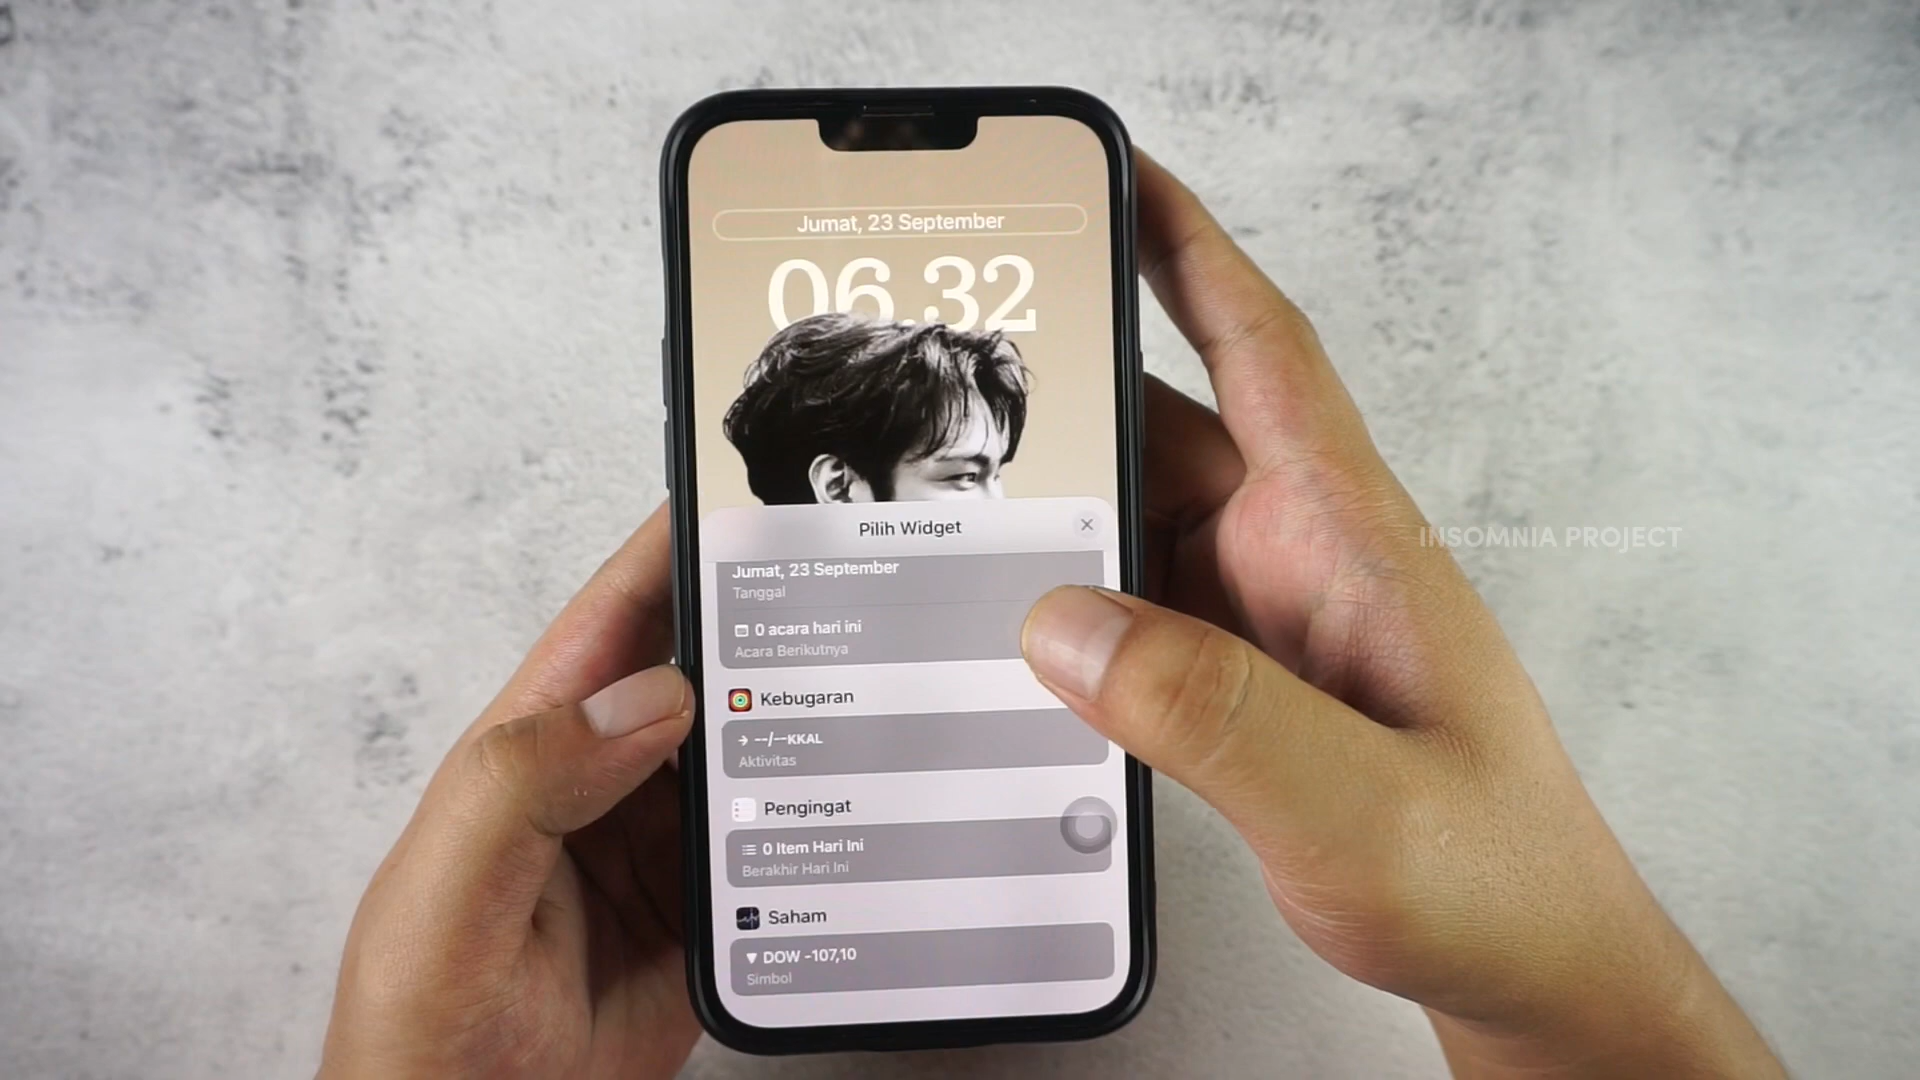 Jumat, 23 September
06.32
Pilih Widget
Jumat, 23 September
Tanggal
0 acara hari ini
Acara Berikutnya
Kebugaran
--/--KKAL
Aktivitas
Pengingat
0 Item Hari Ini
Berakhir Hari Ini
Saham
DOW -107,10
Simbol
INSOMNIA PROJECT